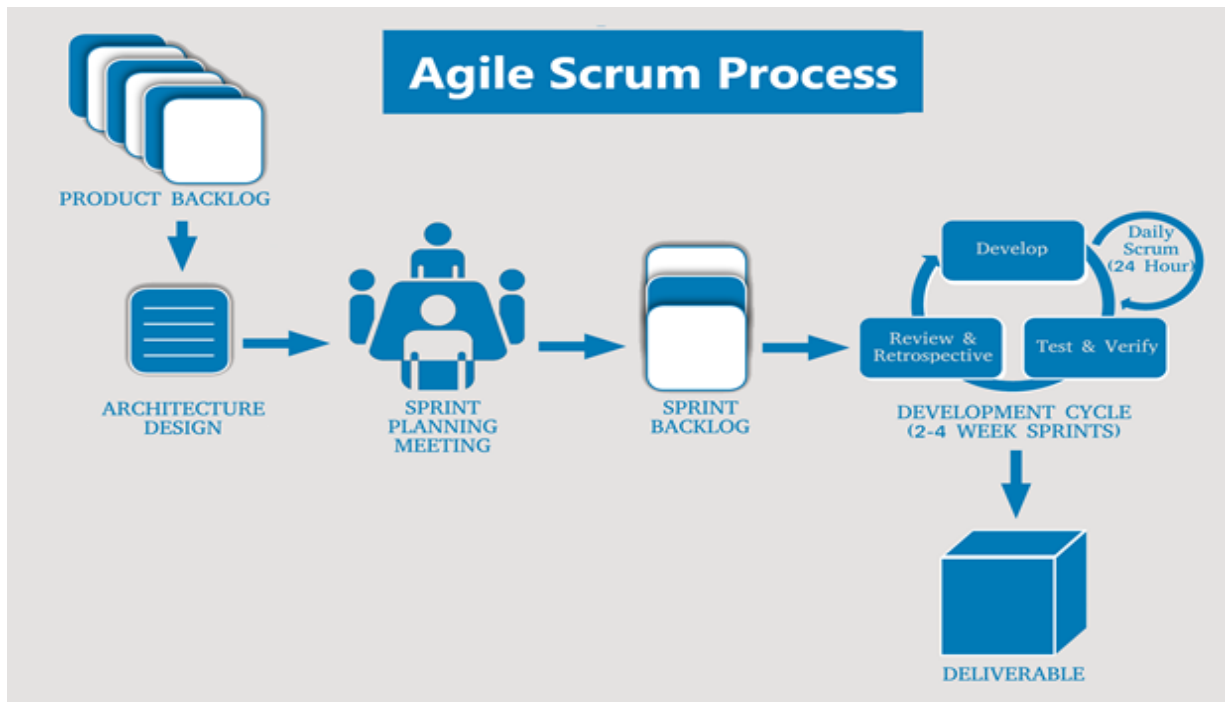 Agile Scrum Process
PRODUCT BACKLOG
ARCHITECTURE
DESIGN
SPRINT
PLANNING
MEETING
SPRINT
BACKLOG
Develop
Daily
Scrum
(24 Hour)
Review &
Retrospective
Test & Verify
DEVELOPMENT CYCLE
(2-4 WEEK SPRINTS)
DELIVERABLE